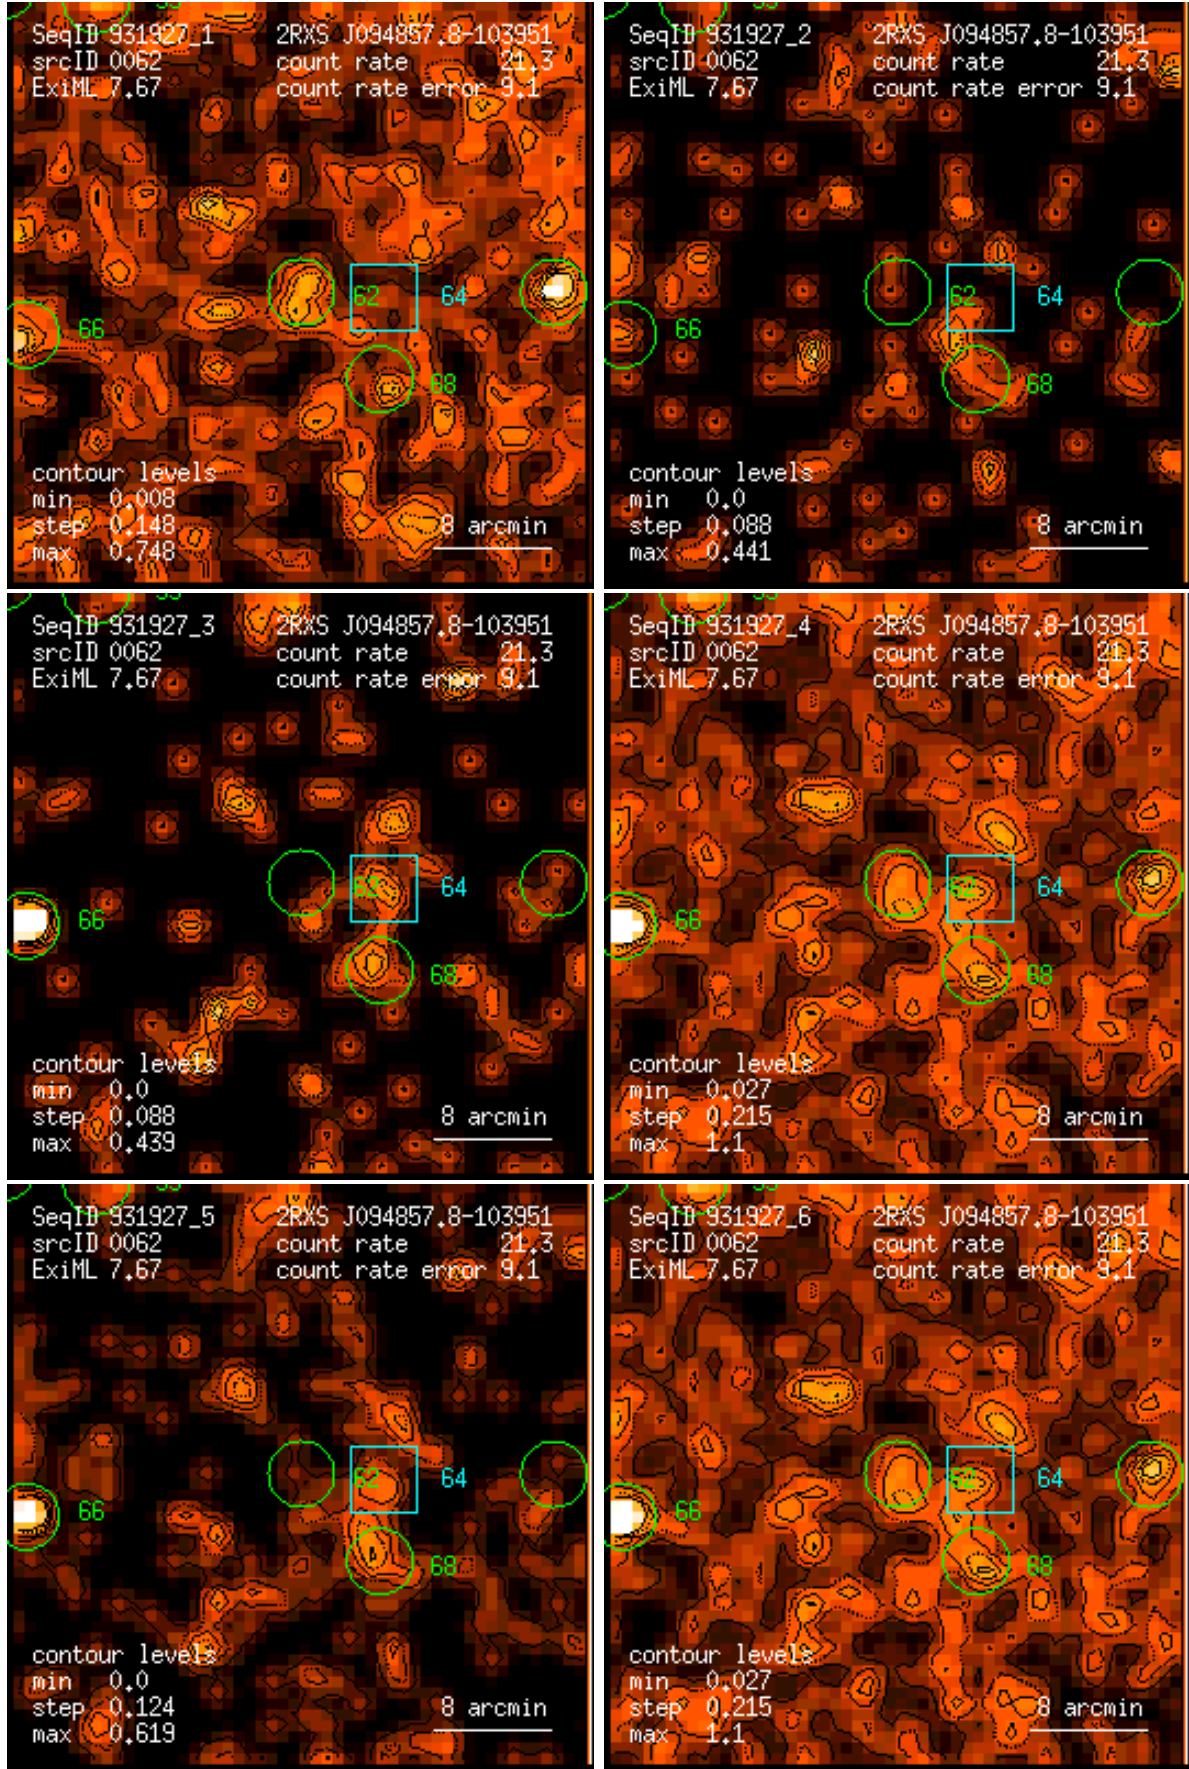 SeqID 931927_1 2RXS J094857.8-103951
srcID 0062 count rate 21.3
ExiML 7.67 count rate error 9.1
62 64
66
68
contour levels
min 0.008
step 0.148 8 arcmin
max 0.748
SeqID 931927_2 2RXS J094857.8-103951
srcID 0062 count rate 21.3
ExiML 7.67 count rate error 9.1
62 64
66
68
contour levels
min 0.0
step 0.088 8 arcmin
max 0.441
SeqID 931927_3 2RXS J094857.8-103951
srcID 0062 count rate 21.3
ExiML 7.67 count rate error 9.1
62 64
66
68
contour levels
min 0.0
step 0.088 8 arcmin
max 0.439
SeqID 931927_4 2RXS J094857.8-103951
srcID 0062 count rate 21.3
ExiML 7.67 count rate error 9.1
62 64
66
68
contour levels
min 0.027
step 0.215 8 arcmin
max 1.1
SeqID 931927_5 2RXS J094857.8-103951
srcID 0062 count rate 21.3
ExiML 7.67 count rate error 9.1
62 64
66
68
contour levels
min 0.0
step 0.124 8 arcmin
max 0.619
SeqID 931927_6 2RXS J094857.8-103951
srcID 0062 count rate 21.3
ExiML 7.67 count rate error 9.1
62 64
66
68
contour levels
min 0.027
step 0.215 8 arcmin
max 1.1